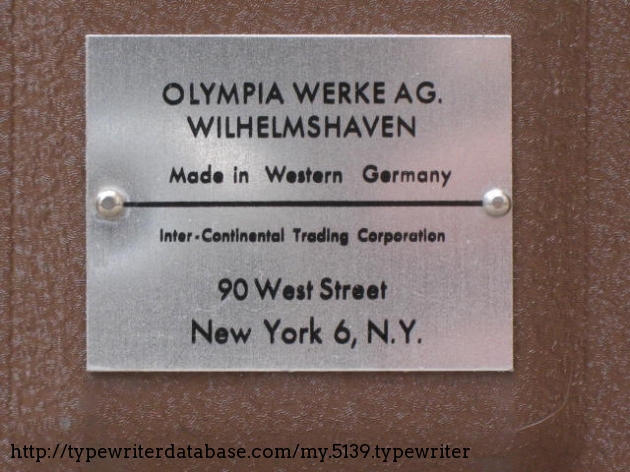 OLYMPIA WERKE AG.
WILHELMSHAVEN
Made in Western Germany
Inter-Continental Trading Corporation
90 West Street
New York 6, N.Y.
http://typewriterdatabase.com/my.5139.typewriter